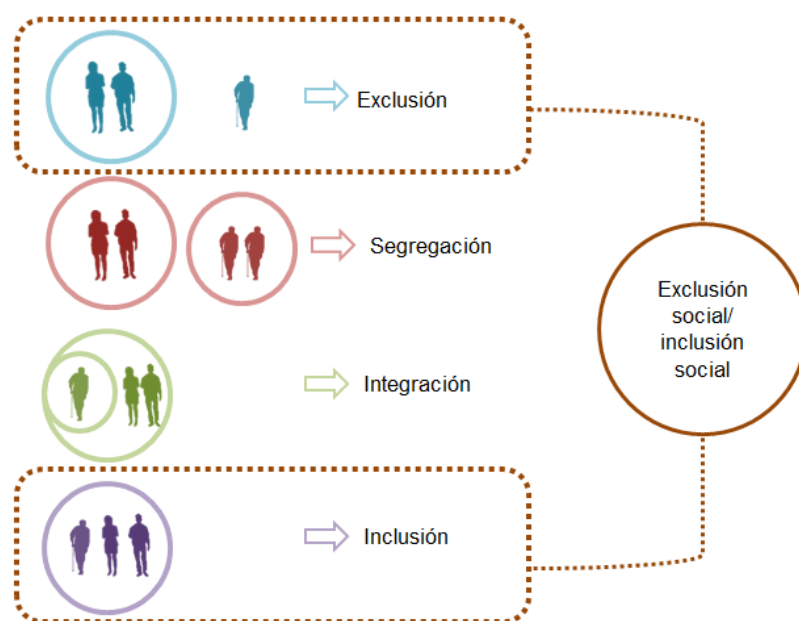 Exclusión
Segregación
Integración
Inclusión
Exclusión
social/
inclusión
social